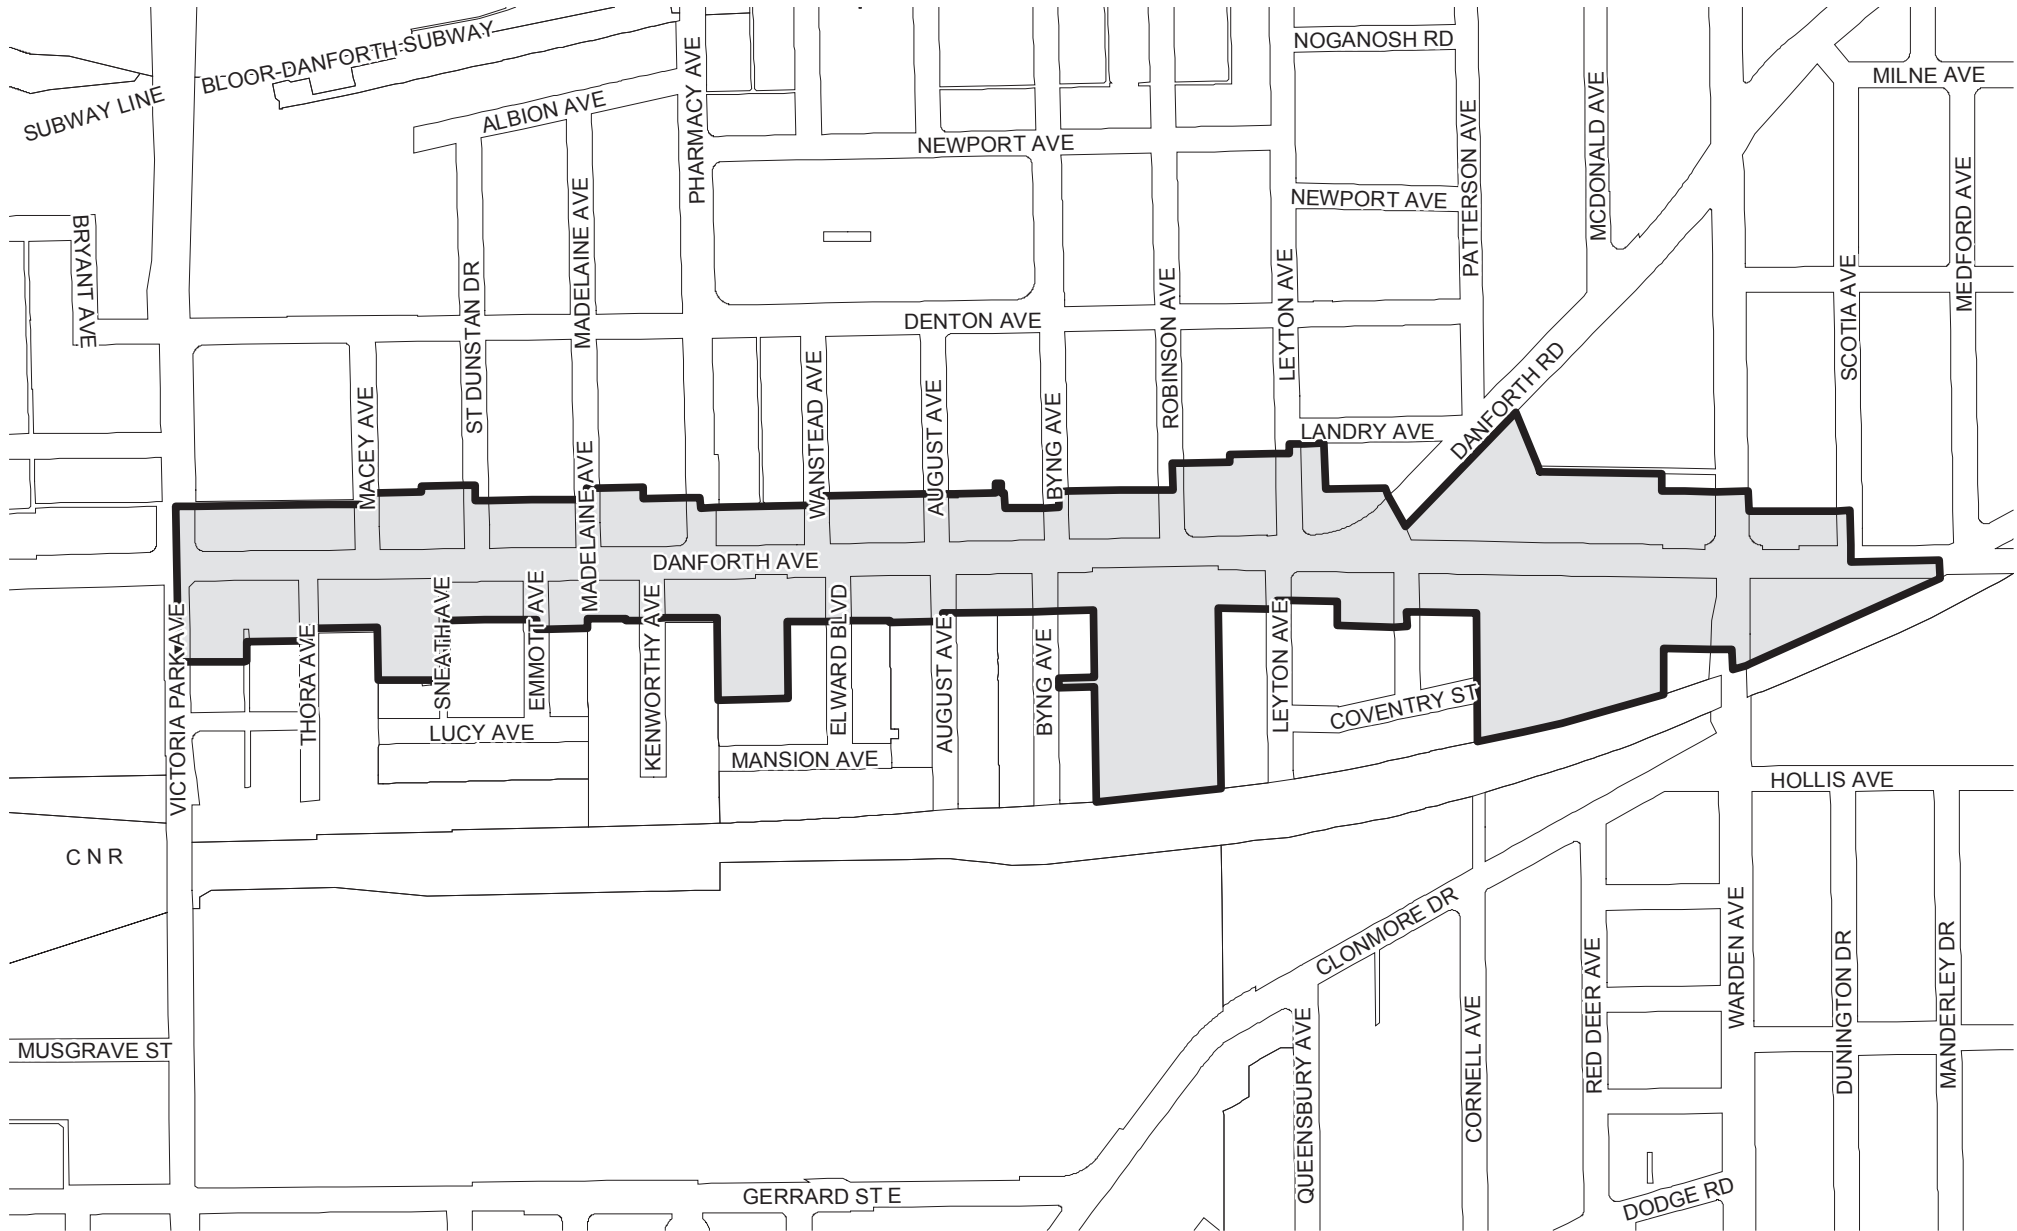 NOGANOSH RD
BLOOR-DANFORTH SUBWAY
MILNE AVE
SUBWAY LINE
ALBION AVE
PHARMACY AVE
NEWPORT AVE
PATTERSON AVE
MCDONALD AVE
MEDFORD AVE
NEWPORT AVE
BRYANT AVE
ST DUNSTAN DR
MADELAINE AVE
DENTON AVE
ROBINSON AVE
LEYTON AVE
SCOTIA AVE
MACEY AVE
WANSTEAD AVE
AUGUST AVE
BYNG AVE
LANDRY AVE
DANFORTH RD
MADELAINE AVE
DANFORTH AVE
VICTORIA PARK AVE
THORA AVE
SNEATH AVE
EMMOTT AVE
KENWORTHY AVE
ELWARD BLVD
AUGUST AVE
BYNG AVE
LEYTON AVE
COVENTRY ST
LUCY AVE
MANSION AVE
HOLLIS AVE
CNR
CLONMORE DR
WARDEN AVE
RED DEER AVE
DUNINGTON DR
MANDERLEY DR
MUSGRAVE ST
QUEENSBURY AVE
CORNELL AVE
GERRARD ST E
DODGE RD